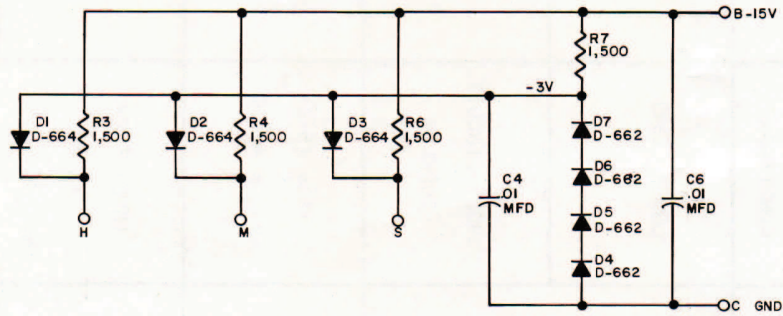 B-15V
R7
1,500
-3V
D1
D-664
R3
1,500
D2
D-664
R4
1,500
D3
D-664
R6
1,500
D7
D-662
D6
D-662
C4
.01
MFD
C6
.01
MFD
D5
D-662
D4
D-662
H
M
S
C GND